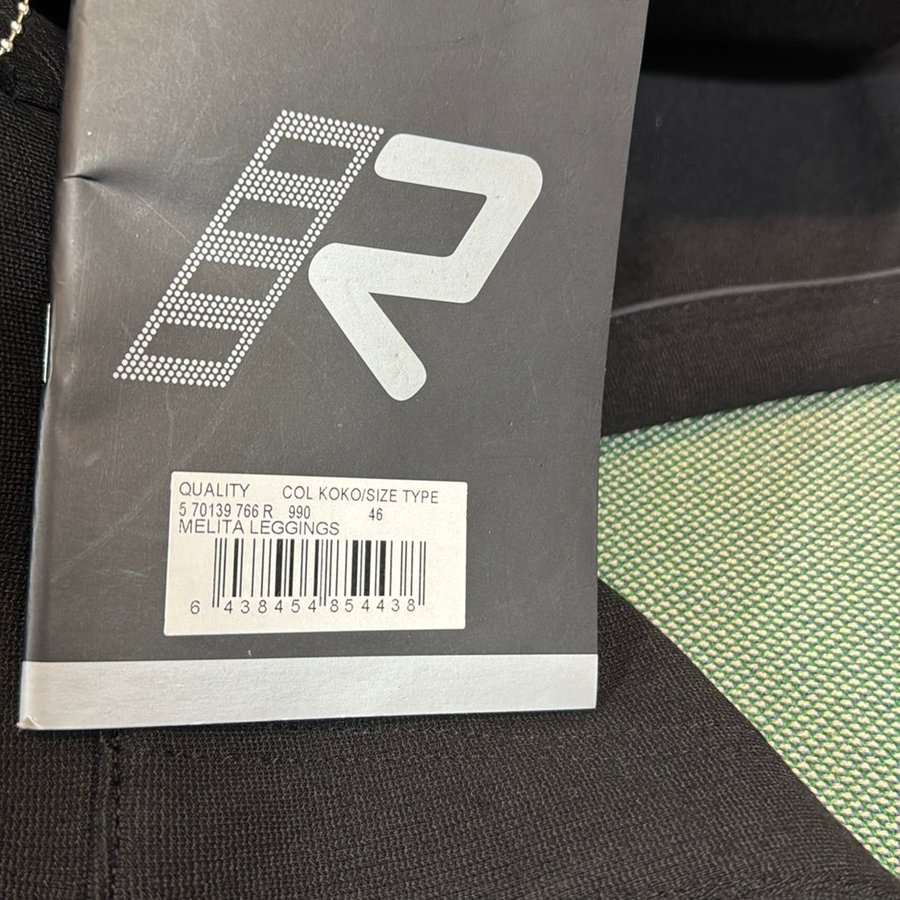 R
QUALITY COL KOKO/SIZE TYPE
5 70139 766 R 990 46
MELITA LEGGINGS
6 438454 854438